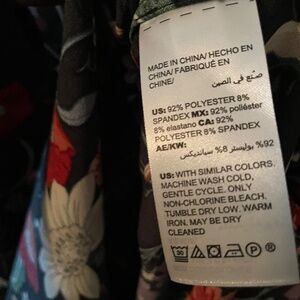 MADE IN CHINA/ HECHO EN
CHINA/ FABRIQUÉ EN
CHINE/
صنع في الصين
US: 92% POLYESTER 8%
SPANDEX MX: 92% poliéster
8% elastano CA: 92%
POLYESTER 8% SPANDEX
AE/KW:
92% بوليستر 8% سباندیکس
US: WITH SIMILAR COLORS.
MACHINE WASH COLD,
GENTLE CYCLE. ONLY
NON-CHLORINE BLEACH.
TUMBLE DRY LOW. WARM
IRON. MAY BE DRY
CLEANED